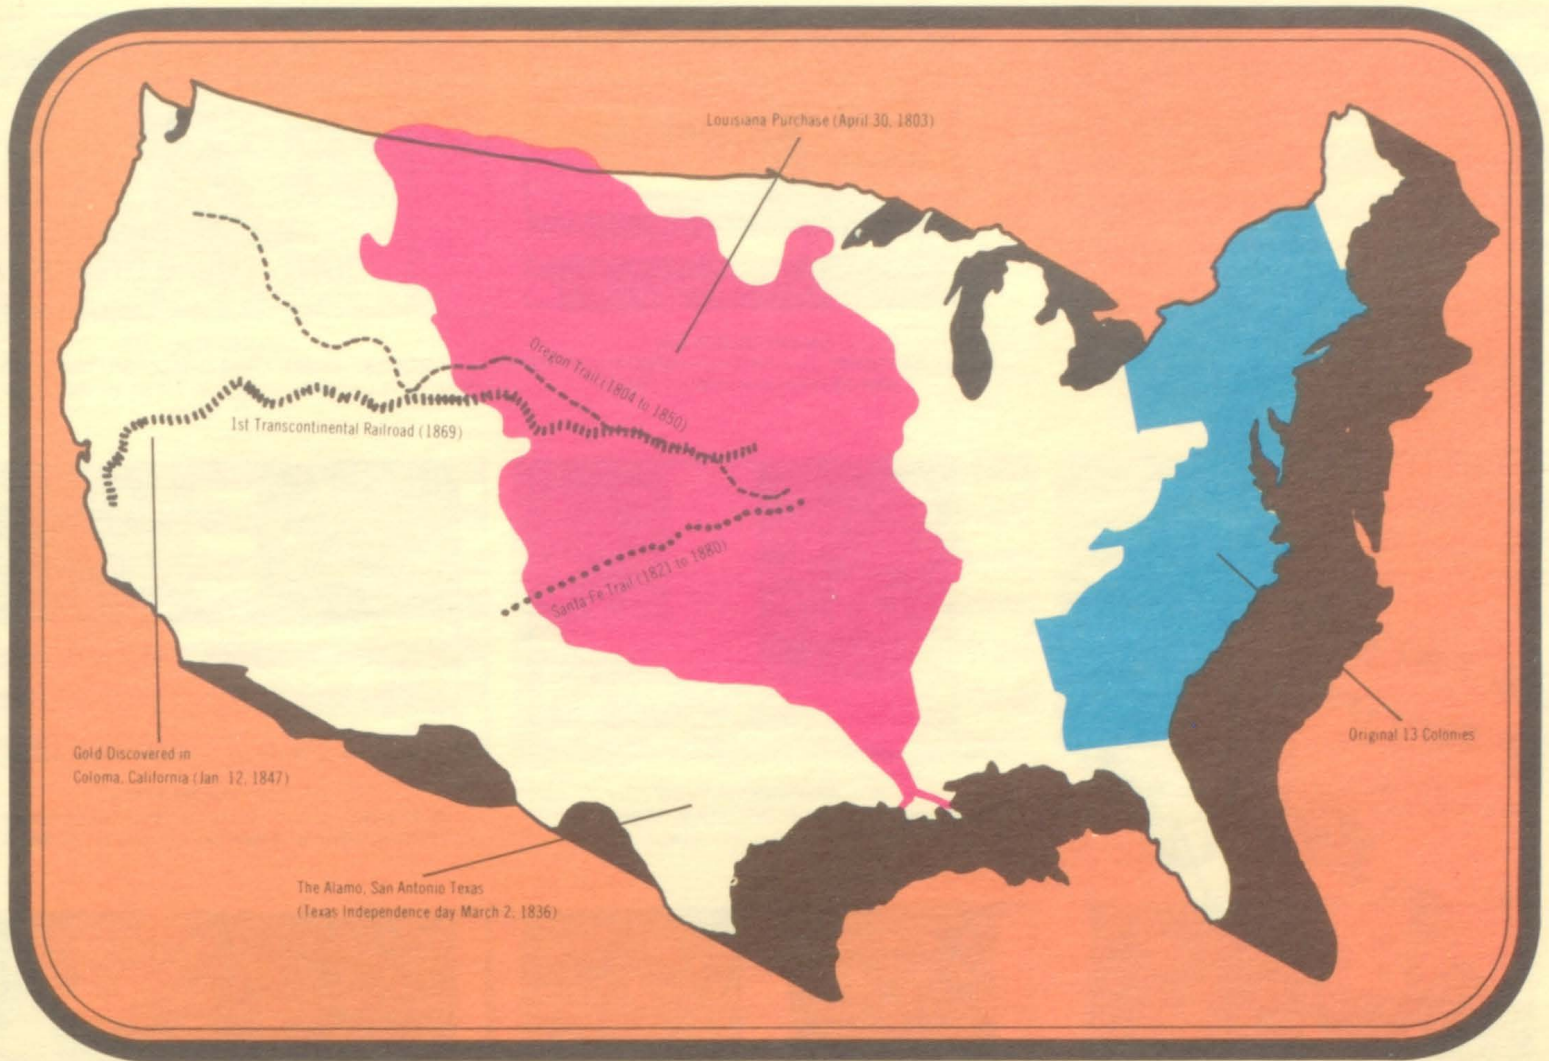 Louisiana Purchase (April 30, 1803)
Oregon Trail (1804 to 1850)
1st Transcontinental Railroad (1869)
Santa Fe Trail (1821 to 1880)
Original 13 Colonies
Gold Discovered in
Coloma, California (Jan. 12, 1847)
The Alamo, San Antonio Texas
(Texas Independence day March 2, 1836)